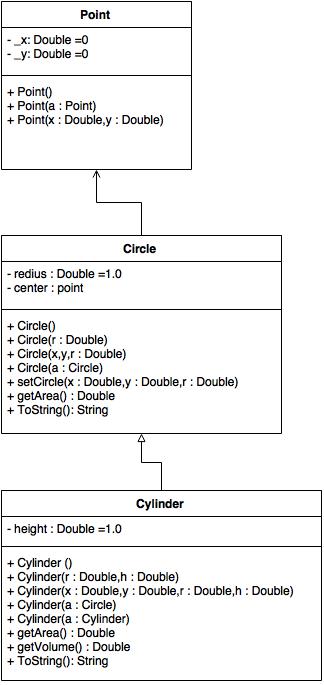 Point
- _x: Double =0
- _y: Double =0
+ Point()
+ Point(a : Point)
+ Point(x : Double,y : Double)
Circle
- redius : Double =1.0
- center : point
+ Circle()
+ Circle(r : Double)
+ Circle(x,y,r : Double)
+ Circle(a : Circle)
+ setCircle(x : Double,y : Double,r : Double)
+ getArea() : Double
+ ToString(): String
Cylinder
- height : Double =1.0
+ Cylinder ()
+ Cylinder(r : Double,h : Double)
+ Cylinder(x : Double,y : Double,r : Double,h : Double)
+ Cylinder(a : Circle)
+ Cylinder(a : Cylinder)
+ getArea() : Double
+ getVolume() : Double
+ ToString(): String